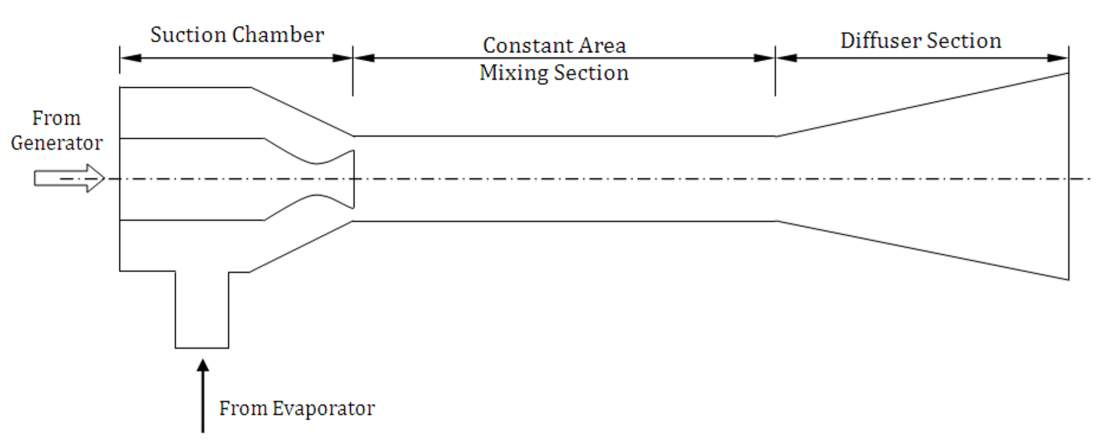 Suction Chamber
Constant Area
Mixing Section
Diffuser Section
From
Generator
From Evaporator